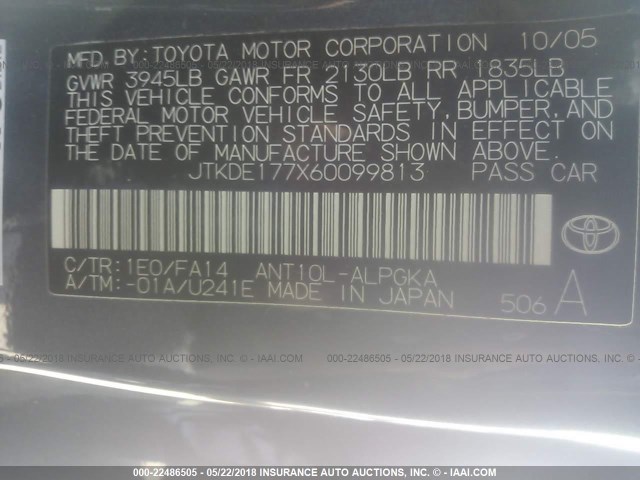 MFD. BY: TOYOTA MOTOR CORPORATION 10/05
GVWR 3945LB GAWR FR 2130LB RR 1835LB
THIS VEHICLE CONFORMS TO ALL APPLICABLE
FEDERAL MOTOR VEHICLE SAFETY, BUMPER, AND
THEFT PREVENTION STANDARDS IN EFFECT ON
THE DATE OF MANUFACTURE SHOWN ABOVE.
JTKDE177X60099813 PASS CAR
C/TR: 1E0/FA14 ANT10L-ALPGKA
A/TM: -01A/U241E MADE IN JAPAN 506 A
000-22486505 - 05/22/2018 INSURANCE AUTO AUCTIONS, INC. - © IAAI.COM
000-22486505 - 05/22/2018 INSURANCE AUTO AUCTIONS, INC. - © IAAI.COM